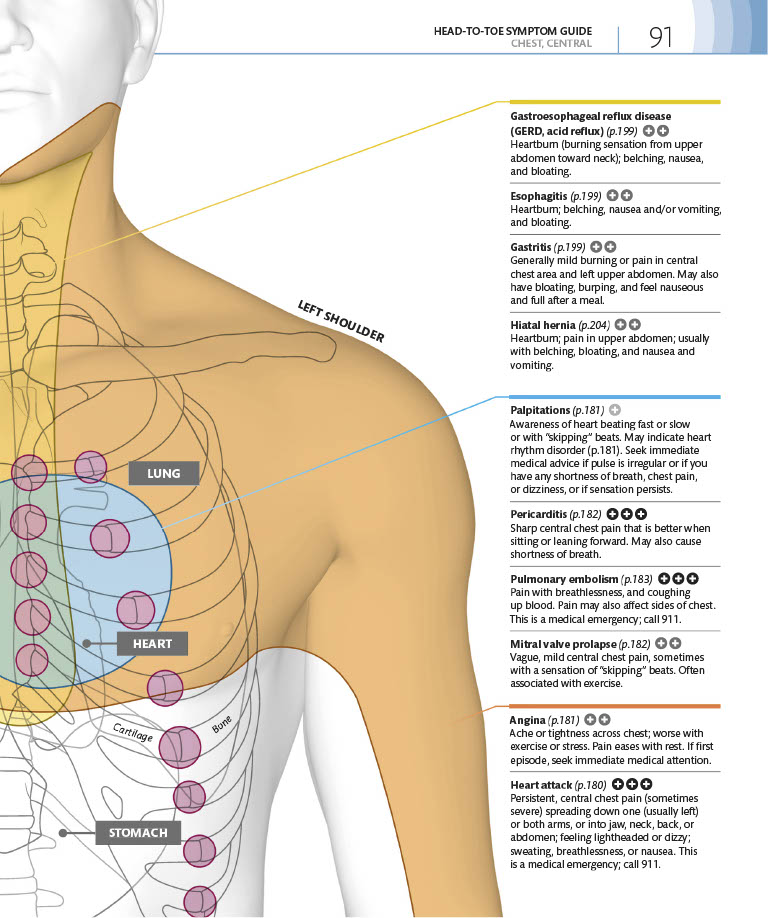 HEAD-TO-TOE SYMPTOM GUIDE
CHEST, CENTRAL
91
Gastroesophageal reflux disease
(GERD, acid reflux) (p.199)
Heartburn (burning sensation from upper
abdomen toward neck); belching, nausea,
and bloating.
Esophagitis (p.199)
Heartburn; belching, nausea and/or vomiting,
and bloating.
Gastritis (p.199)
Generally mild burning or pain in central
chest area and left upper abdomen. May also
have bloating, burping, and feel nauseous
and full after a meal.
Hiatal hernia (p.204)
Heartburn; pain in upper abdomen; usually
with belching, bloating, and nausea and
vomiting.
LEFT SHOULDER
Palpitations (p.181)
Awareness of heart beating fast or slow
or with “skipping” beats. May indicate heart
rhythm disorder (p.181). Seek immediate
medical advice if pulse is irregular or if you
have any shortness of breath, chest pain,
or dizziness, or if sensation persists.
LUNG
Pericarditis (p.182)
Sharp central chest pain that is better when
sitting or leaning forward. May also cause
shortness of breath.
Pulmonary embolism (p.183)
Pain with breathlessness, and coughing
up blood. Pain may also affect sides of chest.
This is a medical emergency; call 911.
HEART
Mitral valve prolapse (p.182)
Vague, mild central chest pain, sometimes
with a sensation of “skipping” beats. Often
associated with exercise.
Cartilage
Bone
Angina (p.181)
Ache or tightness across chest; worse with
exercise or stress. Pain eases with rest. If first
episode, seek immediate medical attention.
Heart attack (p.180)
Persistent, central chest pain (sometimes
severe) spreading down one (usually left)
or both arms, or into jaw, neck, back, or
abdomen; feeling lightheaded or dizzy;
sweating, breathlessness, or nausea. This
is a medical emergency; call 911.
STOMACH